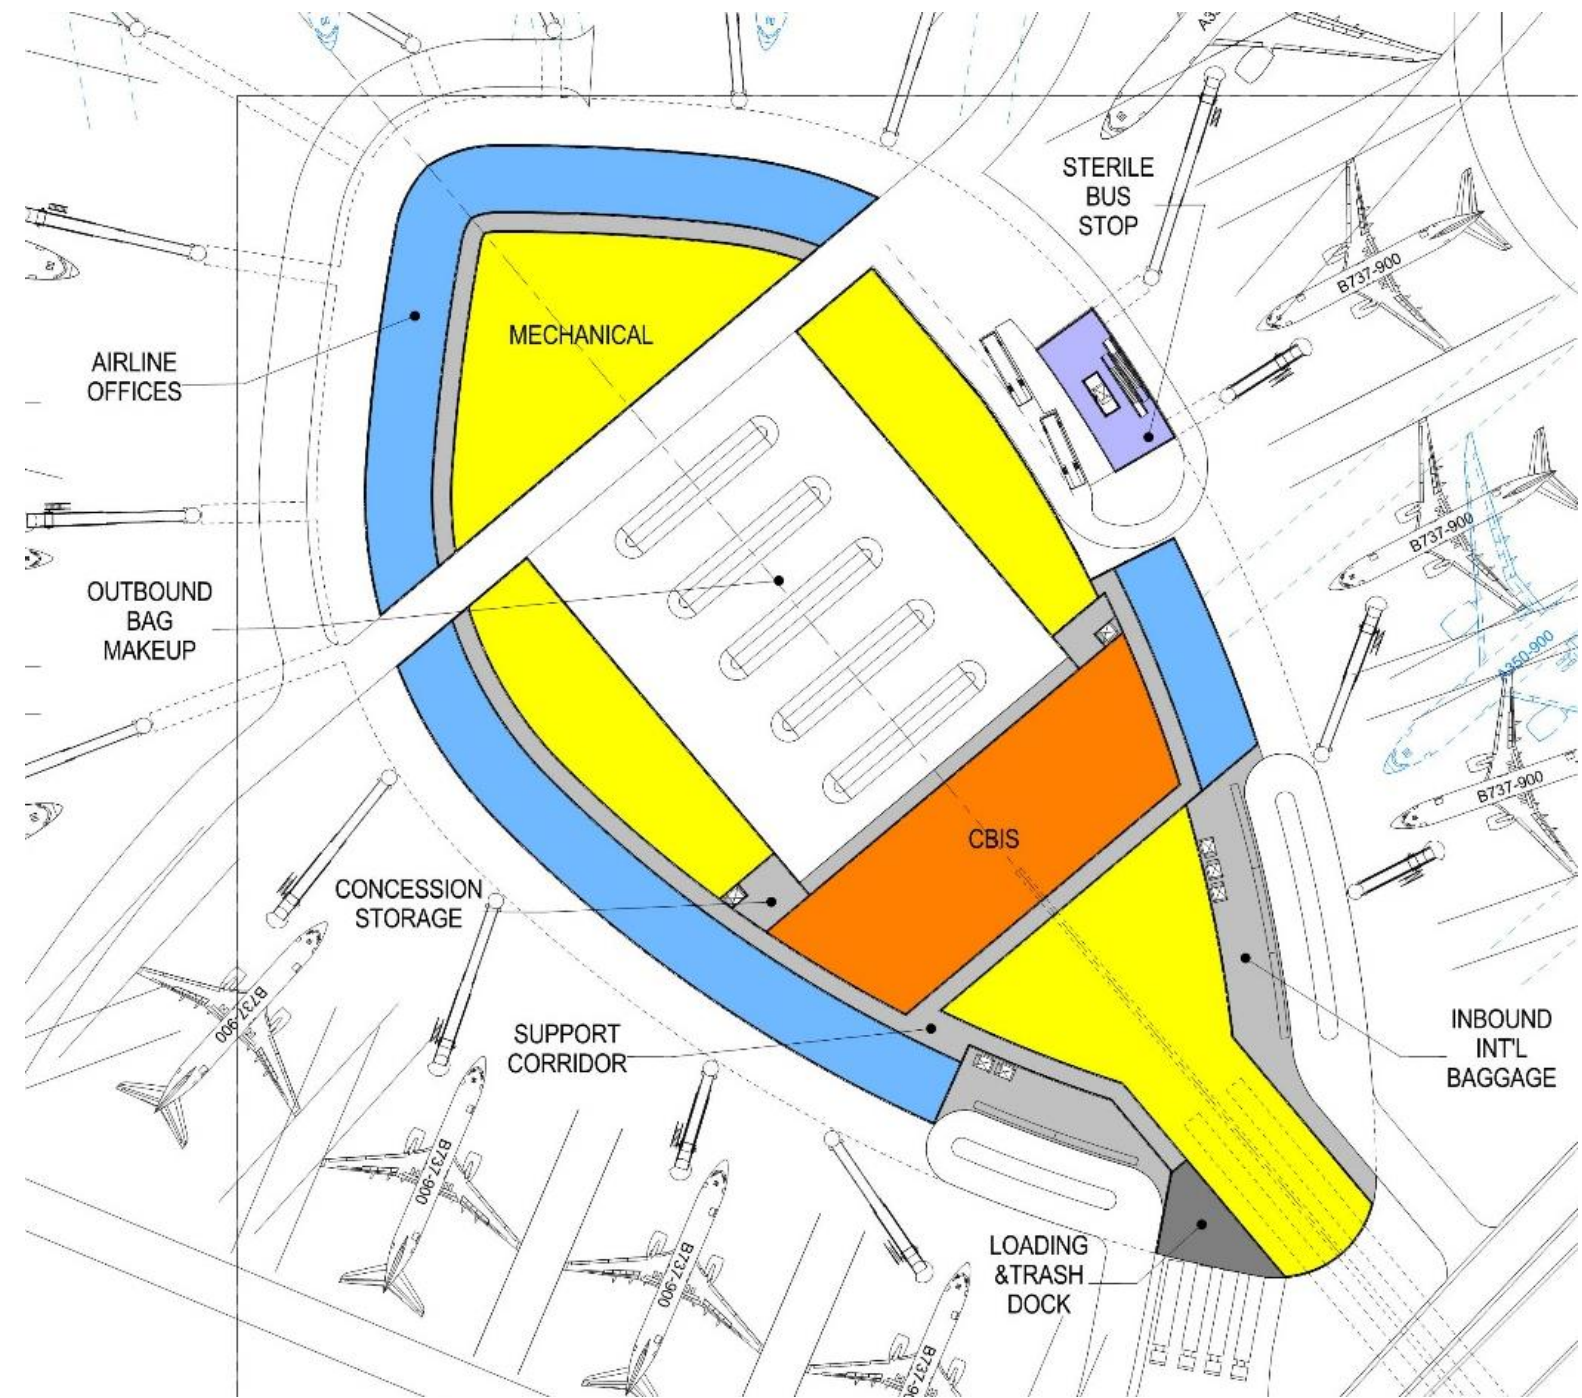 STERILE
BUS
STOP
MECHANICAL
AIRLINE
OFFICES
B737-900
B737-900
OUTBOUND
BAG
MAKEUP
A350-900
B737-900
CBIS
CONCESSION
STORAGE
B737-900
SUPPORT
CORRIDOR
INBOUND
INT'L
BAGGAGE
B737-900
LOADING
&TRASH
DOCK
B737-900